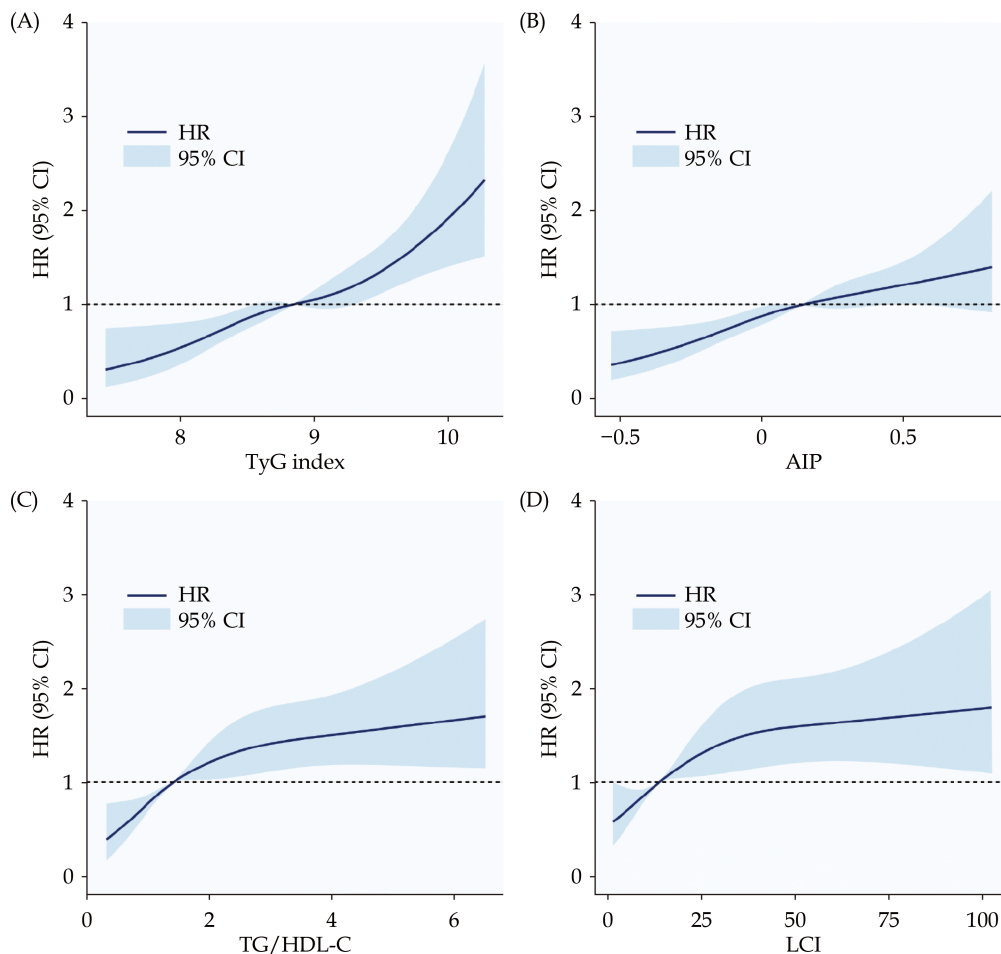 (A)
4
3
2
1
0
HR (95% CI)
HR
95% CI
8
9
10
TyG index
(B)
4
3
2
1
0
HR (95% CI)
HR
95% CI
−0.5
0
0.5
AIP
(C)
4
3
2
1
0
HR (95% CI)
HR
95% CI
0
2
4
6
TG/HDL-C
(D)
4
3
2
1
0
HR (95% CI)
HR
95% CI
0
25
50
75
100
LCI